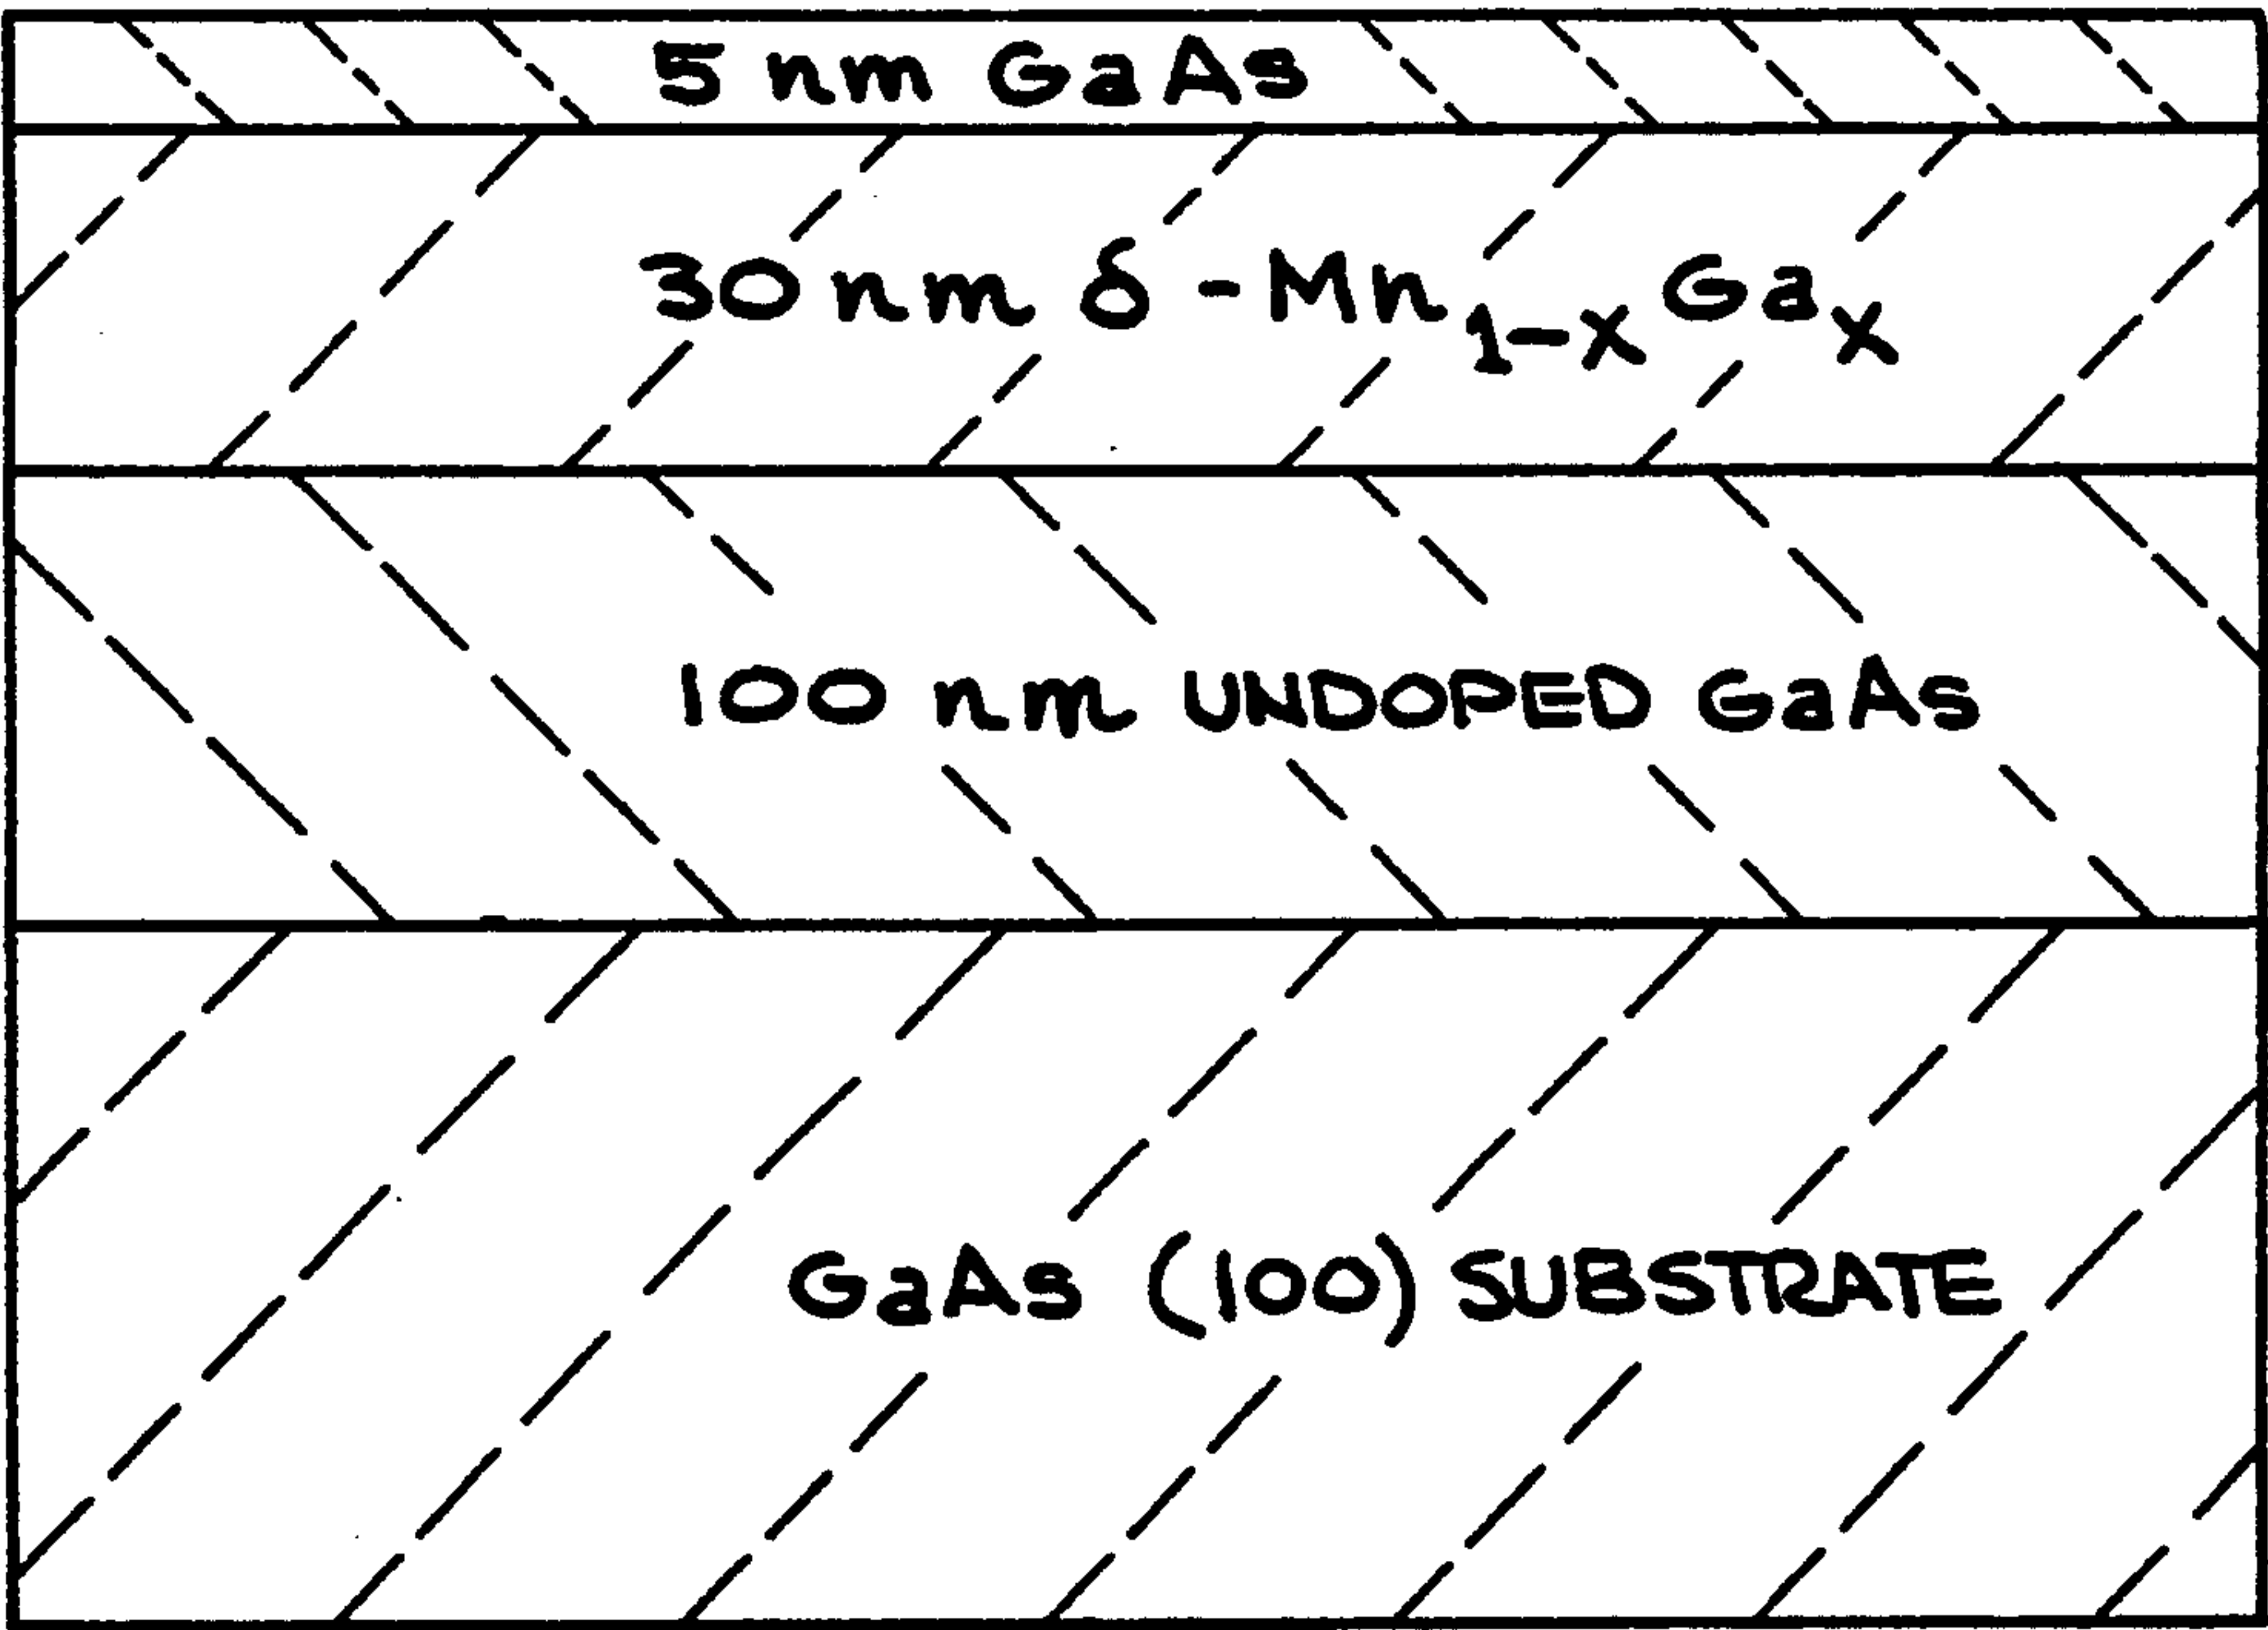 5 nm GaAs
30 nm δ-Mn₁₋ₓGaₓ
100 nm UNDOPED GaAs
GaAs (100) SUBSTRATE